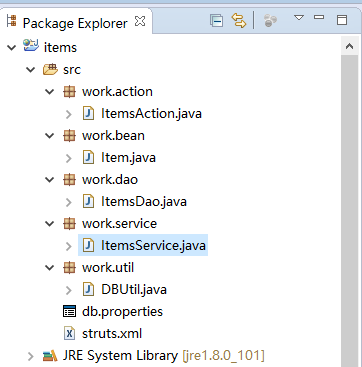 Package Explorer
items
src
work.action
ItemsAction.java
work.bean
Item.java
work.dao
ItemsDao.java
work.service
ItemsService.java
work.util
DBUtil.java
db.properties
struts.xml
JRE System Library [jre1.8.0_101]